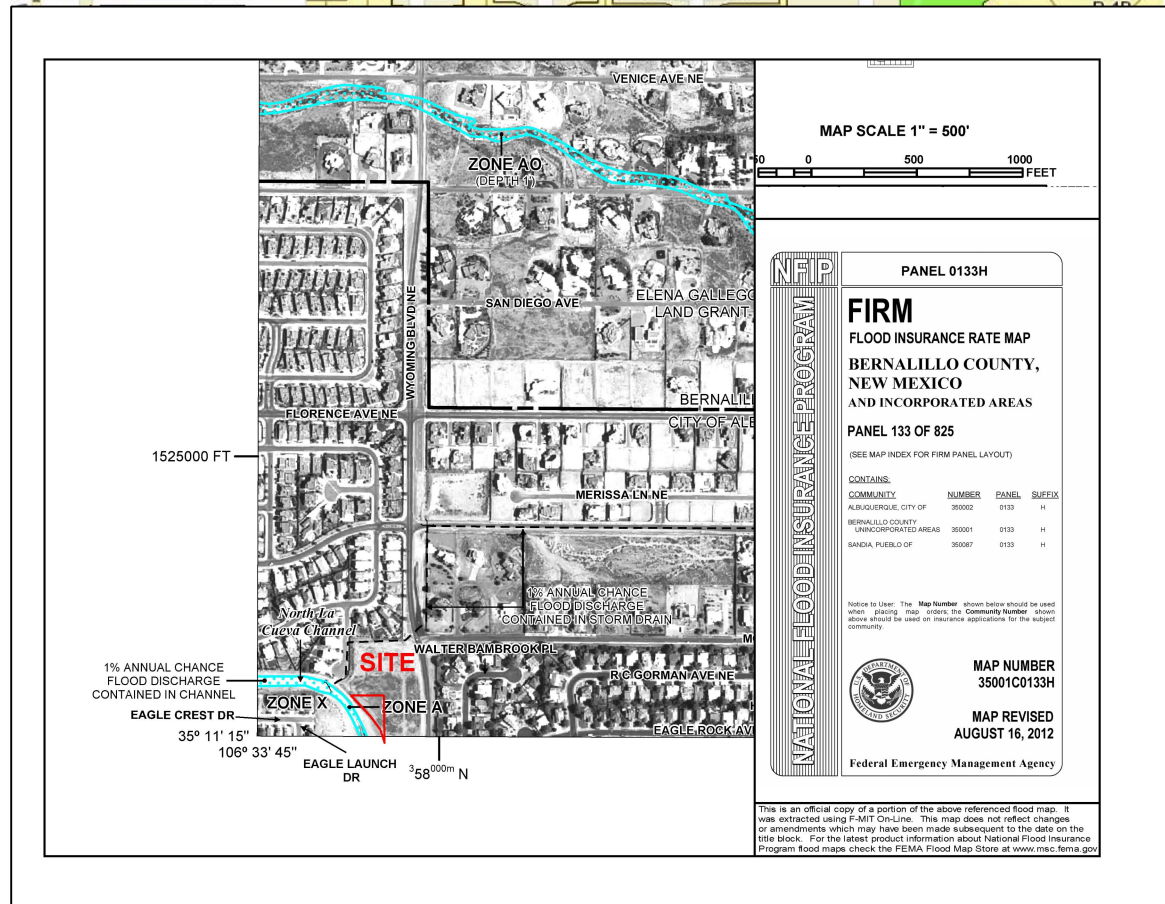 VENICE AVE NE
ZONE AO
(DEPTH 1')
WYOMING BLVD NE
SAN DIEGO AVE
ELENA GALLEGO
LAND GRANT
BERNALIL
CITY OF ALB
FLORENCE AVE NE
1525000 FT
MERISSA LN NE
1% ANNUAL CHANCE
FLOOD DISCHARGE
CONTAINED IN STORM DRAIN
North La
Cueva Channel
WALTER BAMBROOK PL
SITE
R C GORMAN AVE NE
1% ANNUAL CHANCE
FLOOD DISCHARGE
CONTAINED IN CHANNEL
ZONE X
ZONE A
EAGLE CREST DR
EAGLE ROCK AV
35º 11' 15"
106º 33' 45"
EAGLE LAUNCH
DR
358000m N
MAP SCALE 1" = 500'
0 500 1000
FEET
NFIP
NATIONAL FLOOD INSURANCE PROGRAM
PANEL 0133H
FIRM
FLOOD INSURANCE RATE MAP
BERNALILLO COUNTY,
NEW MEXICO
AND INCORPORATED AREAS
PANEL 133 OF 825
(SEE MAP INDEX FOR FIRM PANEL LAYOUT)
CONTAINS:
COMMUNITY NUMBER PANEL SUFFIX
ALBUQUERQUE, CITY OF 350002 0133 H
BERNALILLO COUNTY
UNINCORPORATED AREAS 350001 0133 H
SANDIA, PUEBLO OF 350087 0133 H
Notice to User: The Map Number shown below should be used
when placing map orders; the Community Number shown
above should be used on insurance applications for the subject
community.
U.S. DEPARTMENT OF
HOMELAND SECURITY
MAP NUMBER
35001C0133H
MAP REVISED
AUGUST 16, 2012
Federal Emergency Management Agency
This is an official copy of a portion of the above referenced flood map. It
was extracted using F-MIT On-Line. This map does not reflect changes
or amendments which may have been made subsequent to the date on the
title block. For the latest product information about National Flood Insurance
Program flood maps check the FEMA Flood Map Store at www.msc.fema.gov